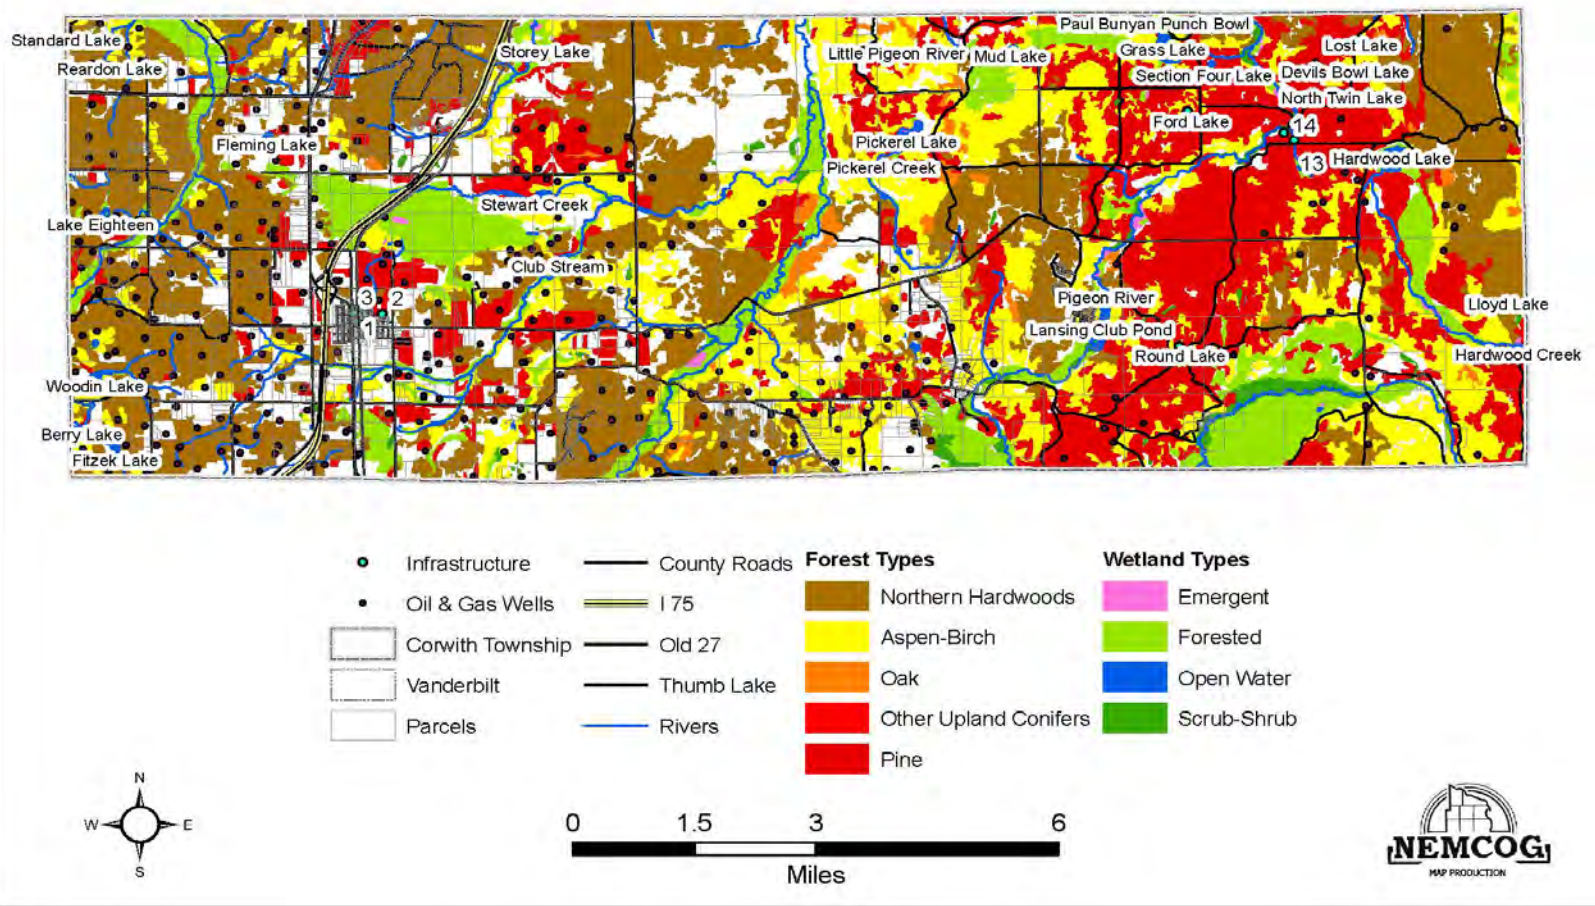 Standard Lake
Reardon Lake
Storey Lake
Little Pigeon River
Mud Lake
Paul Bunyan Punch Bowl
Grass Lake
Lost Lake
Section Four Lake
Devils Bowl Lake
North Twin Lake
Ford Lake
14
13
Hardwood Lake
Fleming Lake
Pickerel Lake
Pickerel Creek
Stewart Creek
Lake Eighteen
Club Stream
3
2
1
Pigeon River
Lansing Club Pond
Round Lake
Lloyd Lake
Hardwood Creek
Woodin Lake
Berry Lake
Fitzek Lake
Infrastructure
Oil & Gas Wells
Corwith Township
Vanderbilt
Parcels
County Roads
I 75
Old 27
Thumb Lake
Rivers
Forest Types
Northern Hardwoods
Aspen-Birch
Oak
Other Upland Conifers
Pine
Wetland Types
Emergent
Forested
Open Water
Scrub-Shrub
N
W E
S
0 1.5 3 6
Miles
NEMCOG
MAP PRODUCTION